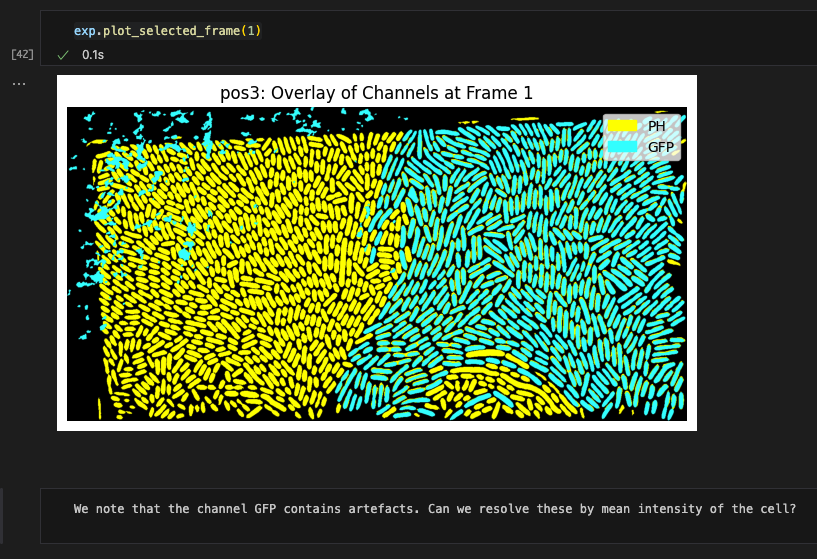 exp.plot_selected_frame(1)
[42]
0.1s
...
pos3: Overlay of Channels at Frame 1
PH
GFP
We note that the channel GFP contains artefacts. Can we resolve these by mean intensity of the cell?